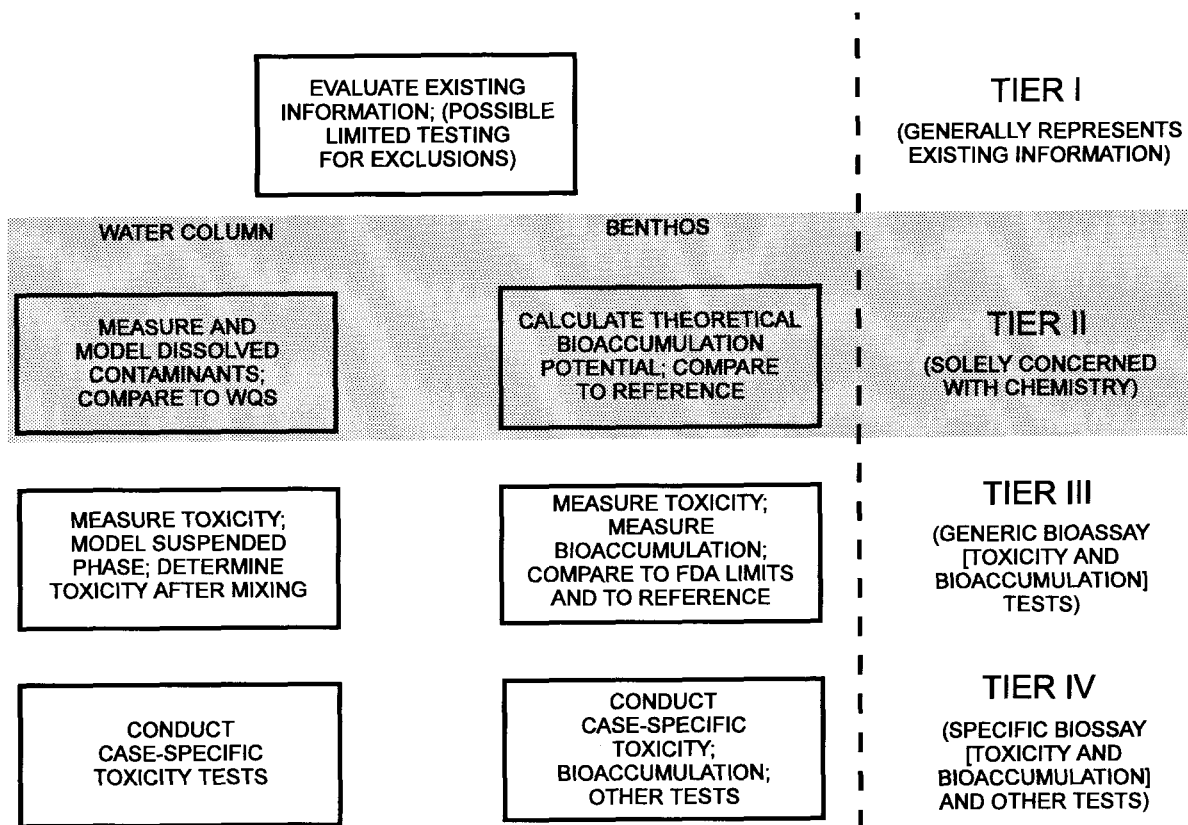 EVALUATE EXISTING
INFORMATION; (POSSIBLE
LIMITED TESTING
FOR EXCLUSIONS)
TIER I
(GENERALLY REPRESENTS
EXISTING INFORMATION)
WATER COLUMN
BENTHOS
MEASURE AND
MODEL DISSOLVED
CONTAMINANTS;
COMPARE TO WQS
CALCULATE THEORETICAL
BIOACCUMULATION
POTENTIAL; COMPARE
TO REFERENCE
TIER II
(SOLELY CONCERNED
WITH CHEMISTRY)
MEASURE TOXICITY;
MODEL SUSPENDED
PHASE; DETERMINE
TOXICITY AFTER MIXING
MEASURE TOXICITY;
MEASURE
BIOACCUMULATION;
COMPARE TO FDA LIMITS
AND TO REFERENCE
TIER III
(GENERIC BIOASSAY
[TOXICITY AND
BIOACCUMULATION]
TESTS)
CONDUCT
CASE-SPECIFIC
TOXICITY TESTS
CONDUCT
CASE-SPECIFIC
TOXICITY;
BIOACCUMULATION;
OTHER TESTS
TIER IV
(SPECIFIC BIOSSAY
[TOXICITY AND
BIOACCUMULATION]
AND OTHER TESTS)